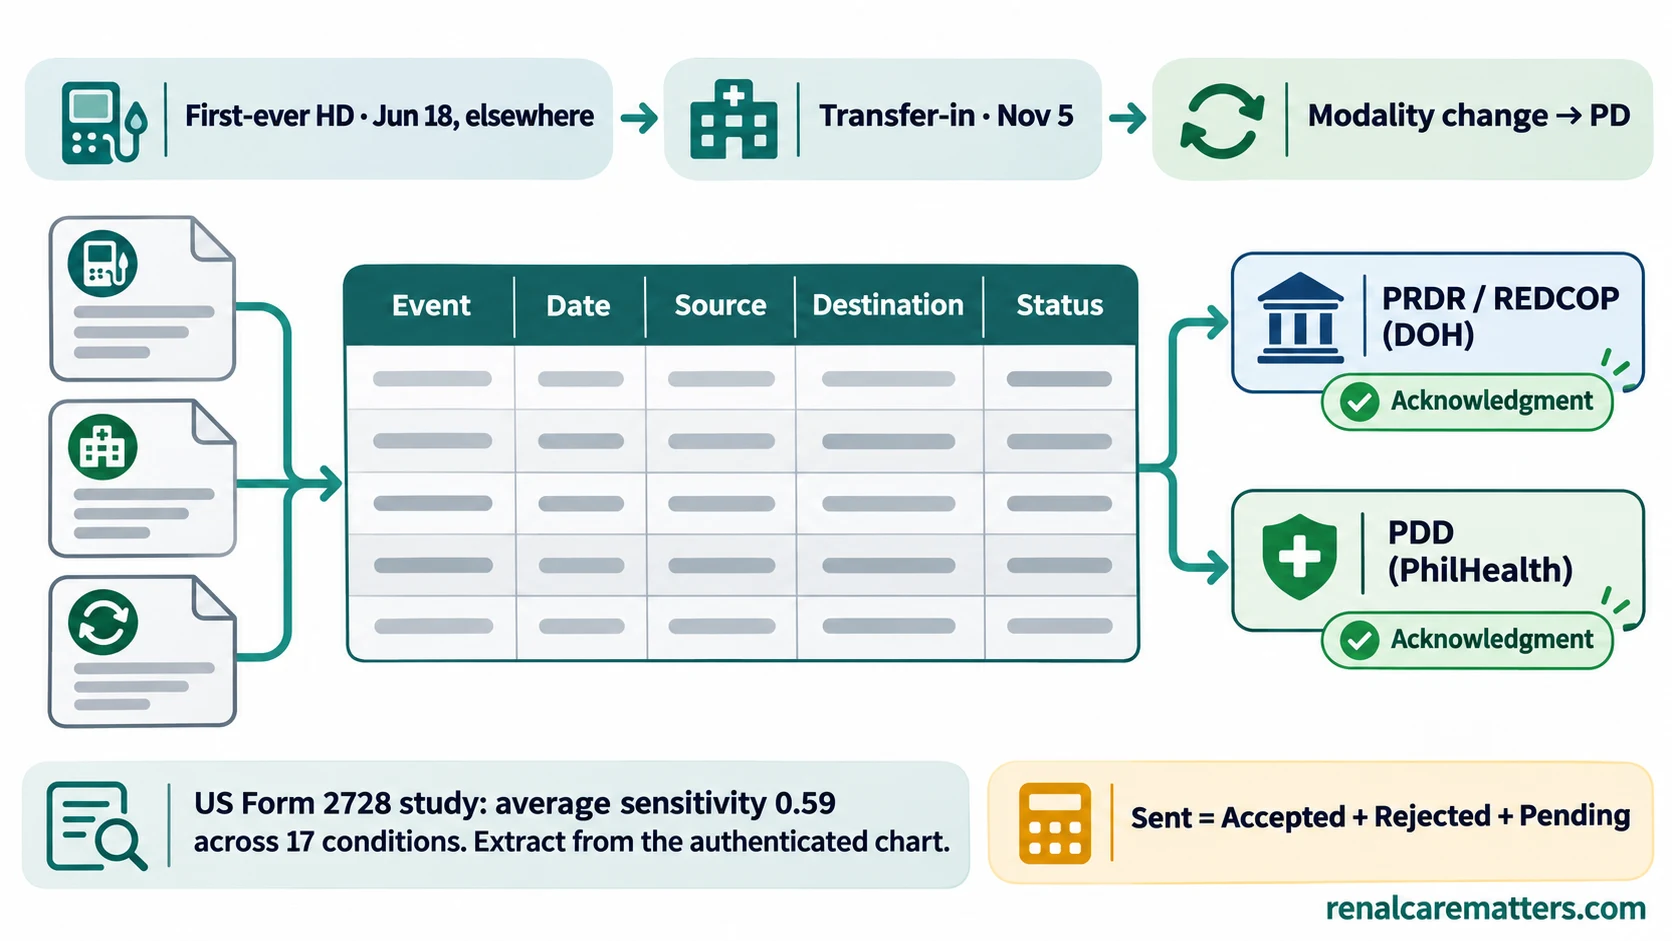 First-ever HD · Jun 18, elsewhere
Transfer-in · Nov 5
Modality change → PD
Event
Date
Source
Destination
Status
PRDR / REDCOP
(DOH)
Acknowledgment
PDD
(PhilHealth)
Acknowledgment
US Form 2728 study: average sensitivity 0.59
across 17 conditions. Extract from the authenticated chart.
Sent = Accepted + Rejected + Pending
renalcarematters.com